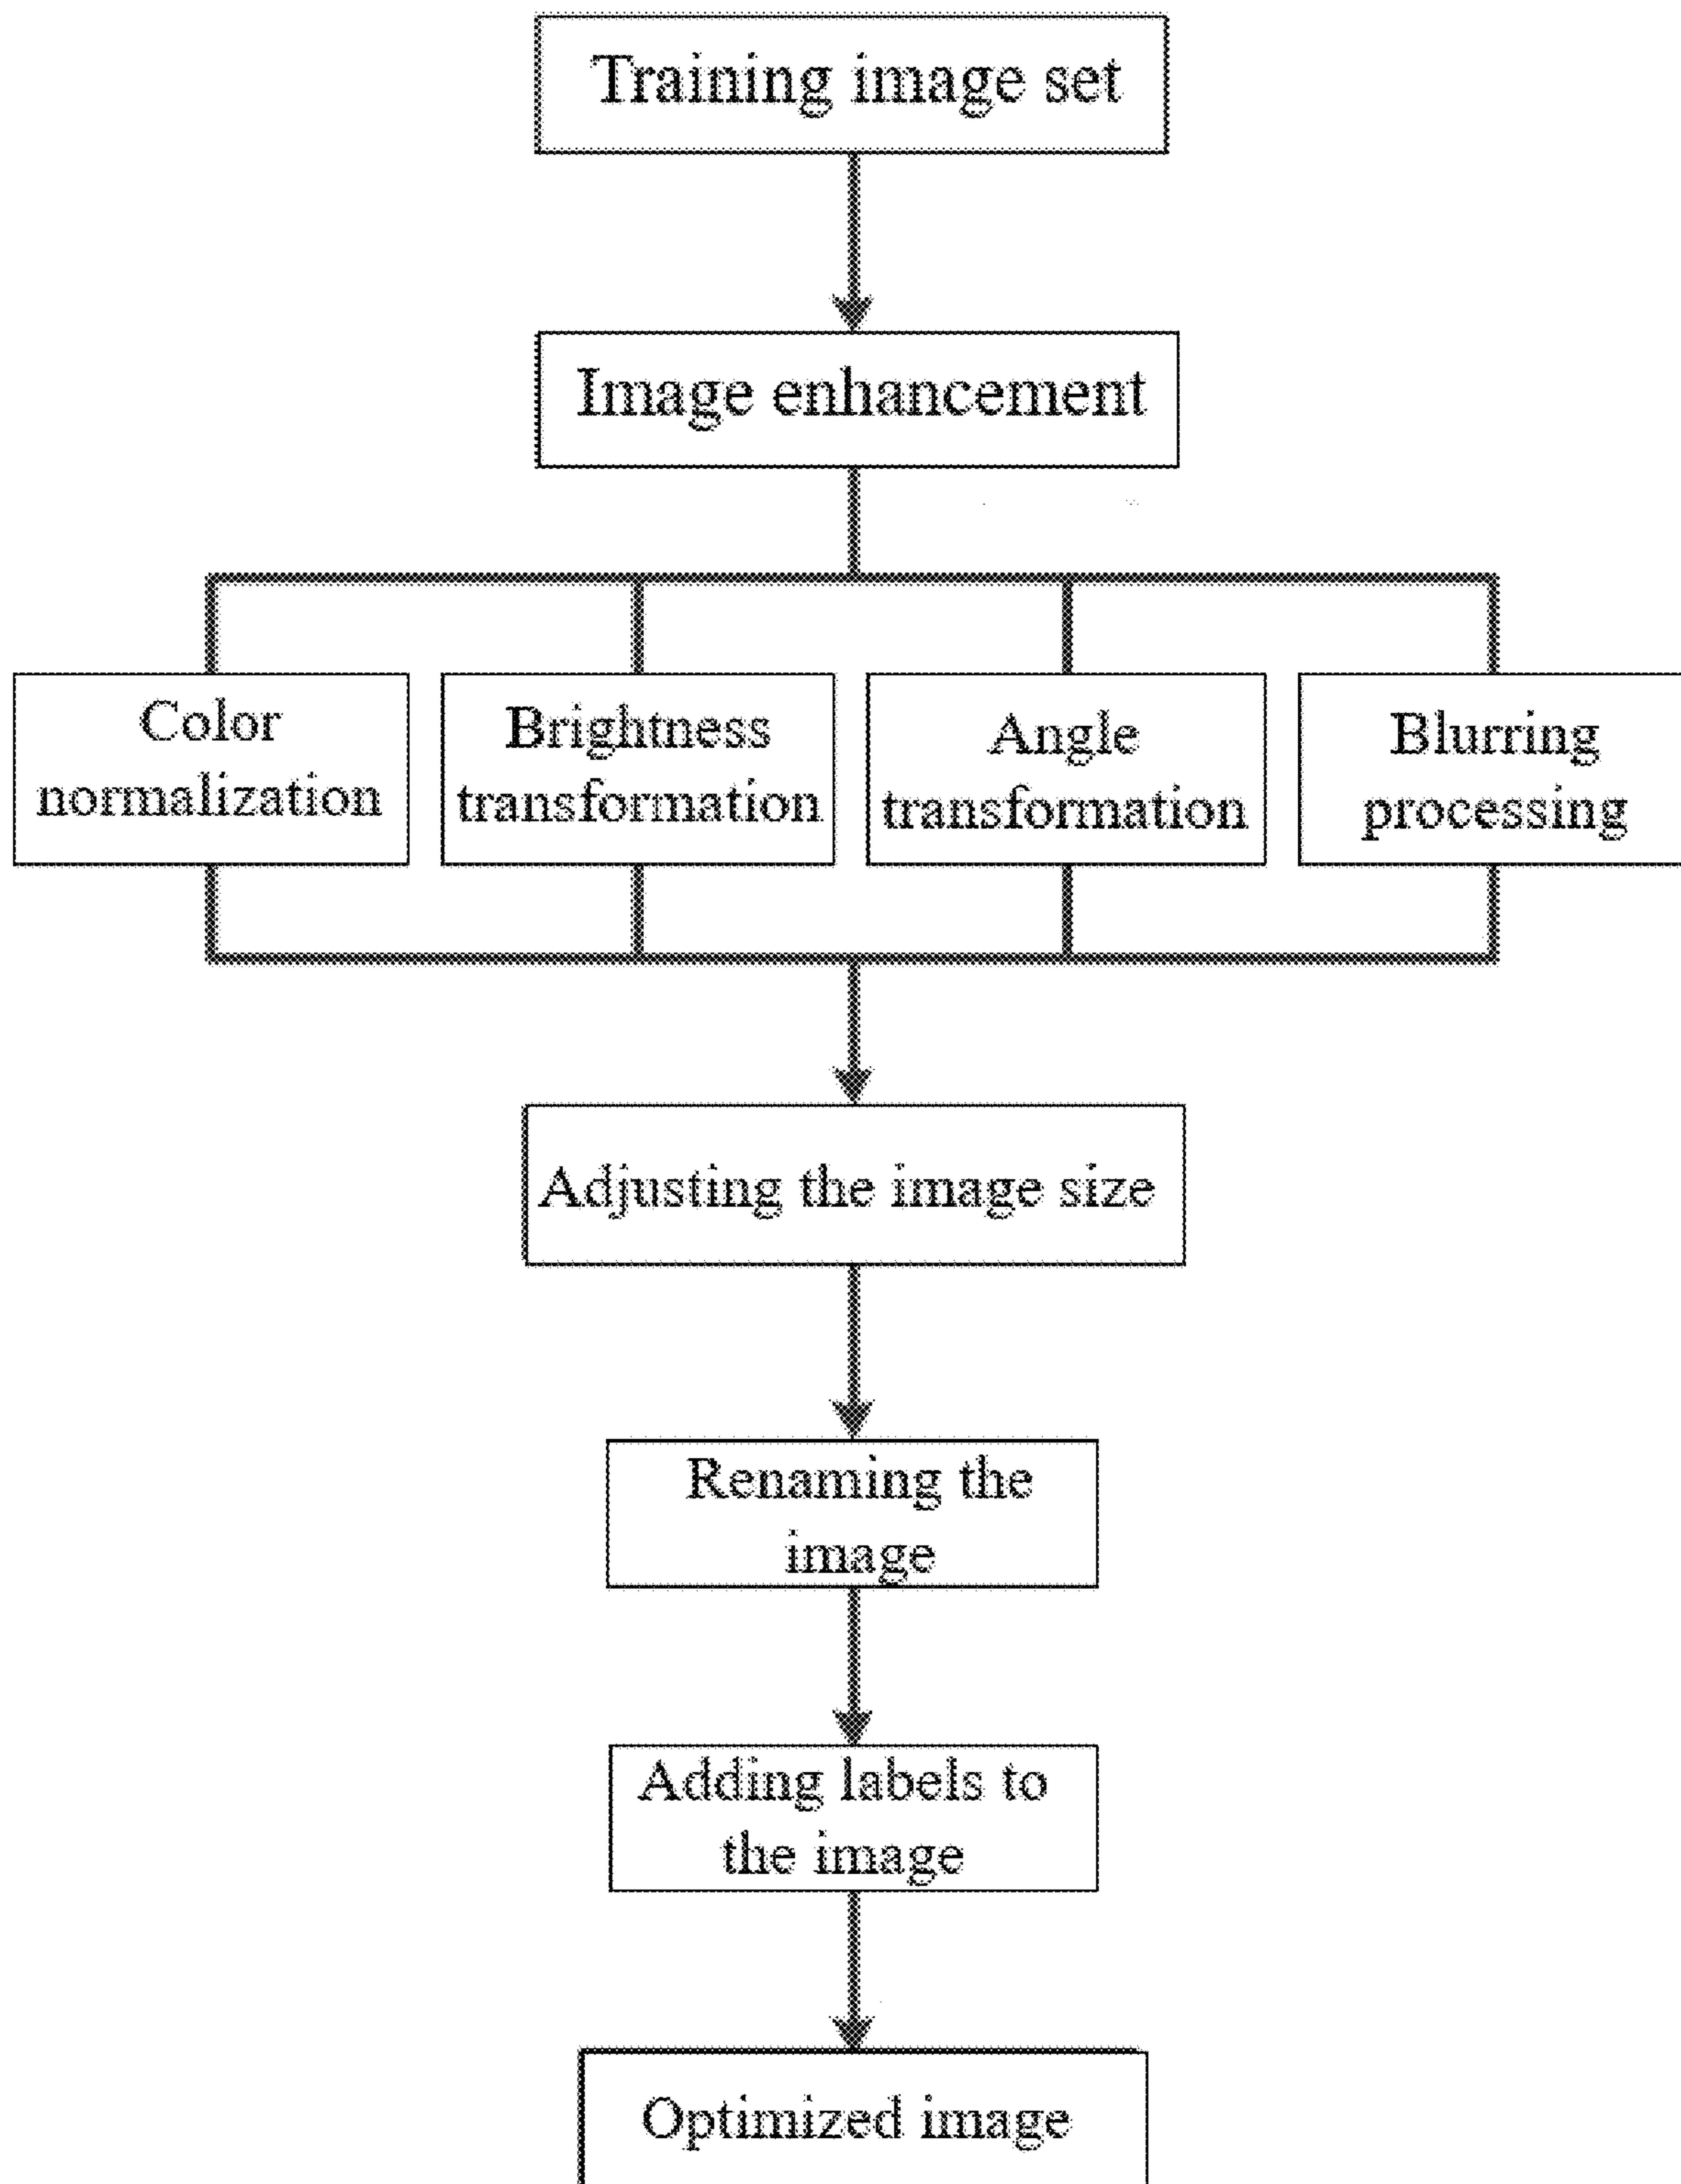 Training image set
Image enhancement
Color
normalization
Brightness
transformation
Angle
transformation
Blurring
processing
Adjusting the image size
Renaming the
image
Adding labels to
the image
Optimized image